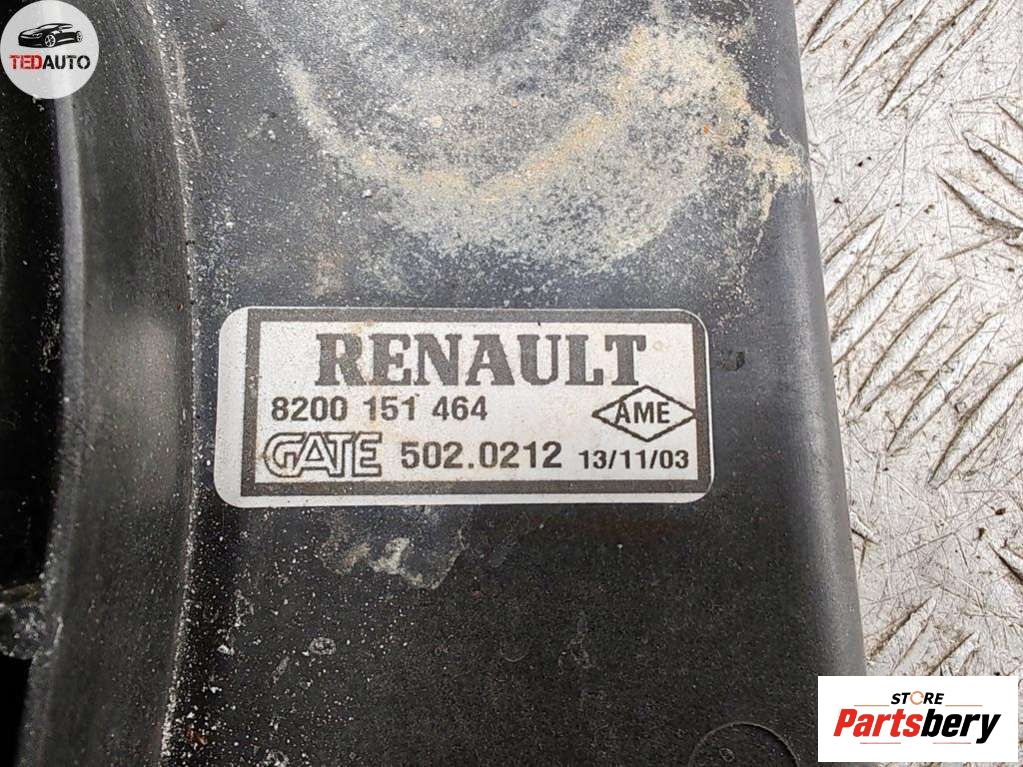 TEDAUTO
RENAULT
8200 151 464
AME
GATE 502.0212 13/11/03
STORE
Partsbery